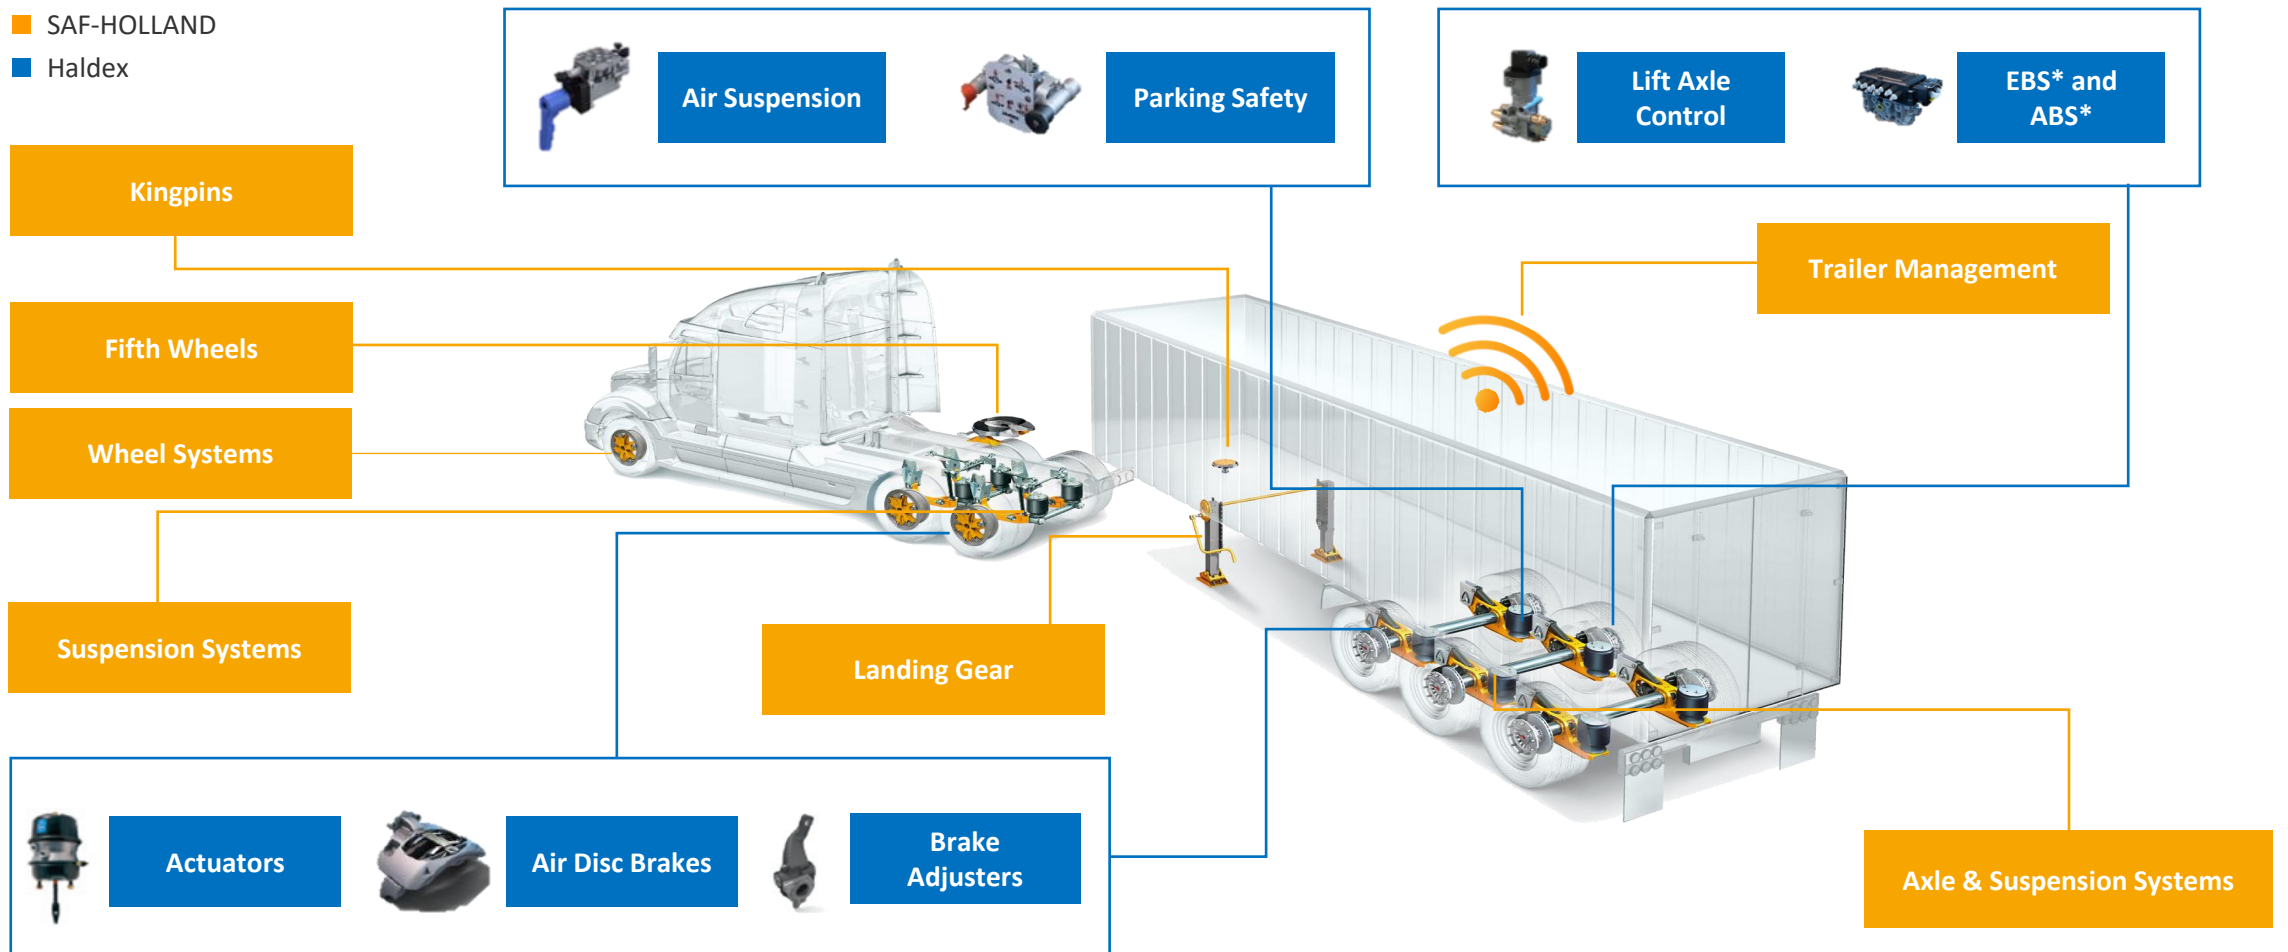 SAF-HOLLAND
Haldex
Air Suspension
Parking Safety
Lift Axle
Control
EBS* and
ABS*
Kingpins
Trailer Management
Fifth Wheels
Wheel Systems
Suspension Systems
Landing Gear
Actuators
Air Disc Brakes
Brake
Adjusters
Axle & Suspension Systems